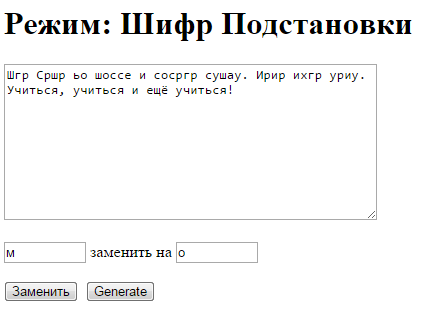 Режим: Шифр Подстановки
Шгр Сршр ьо шоссе и сосргр сушау. Ирир ихгр уриу.
Учиться, учиться и ещё учиться!
м заменить на о
Заменить Generate